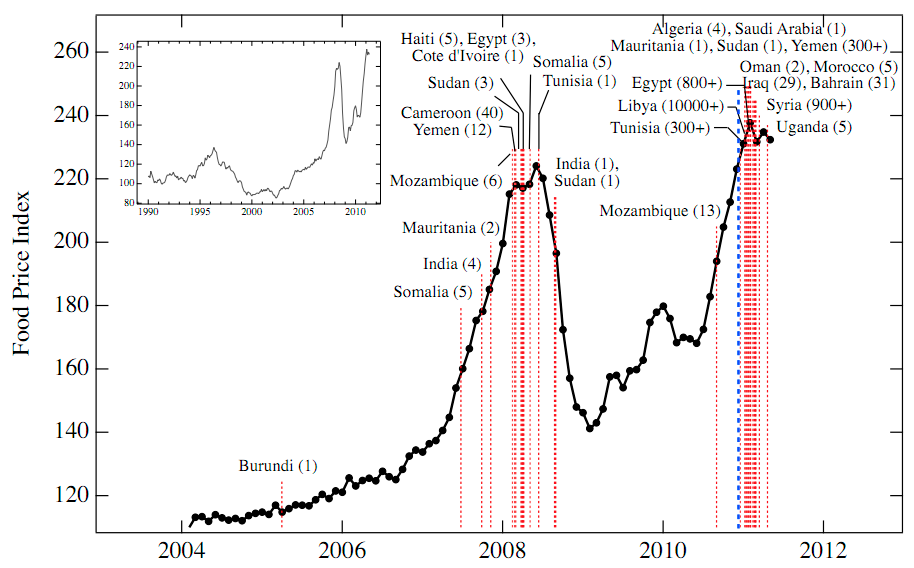 Algeria (4), Saudi Arabia (1)
Mauritania (1), Sudan (1), Yemen (300+)
Oman (2), Morocco (5)
Egypt (800+) Iraq (29), Bahrain (31)
Libya (10000+) Syria (900+)
Tunisia (300+) Uganda (5)
Haiti (5), Egypt (3),
Cote d'Ivoire (1)
Somalia (5)
Sudan (3) Tunisia (1)
Cameroon (40)
Yemen (12)
Mozambique (6)
India (1),
Sudan (1)
Mauritania (2)
Mozambique (13)
India (4)
Somalia (5)
Burundi (1)
Food Price Index
260
240
220
200
180
160
140
120
2004 2006 2008 2010 2012
240
220
200
180
160
140
120
100
80
1990 1995 2000 2005 2010